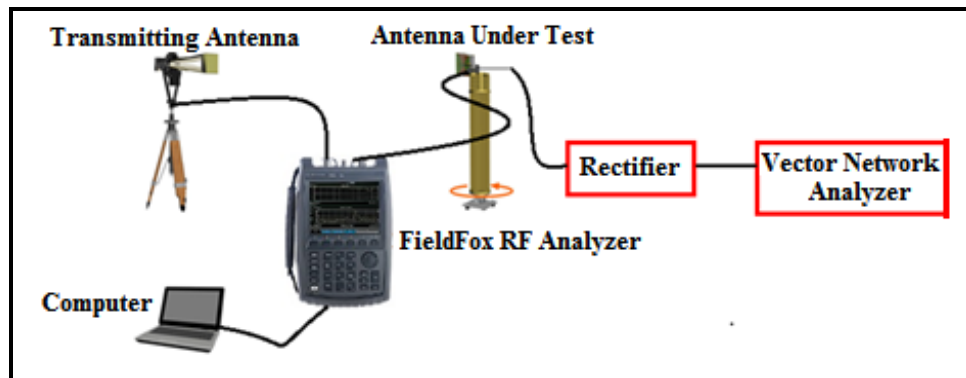 Transmitting Antenna
Antenna Under Test
Rectifier
Vector Network
Analyzer
FieldFox RF Analyzer
Computer